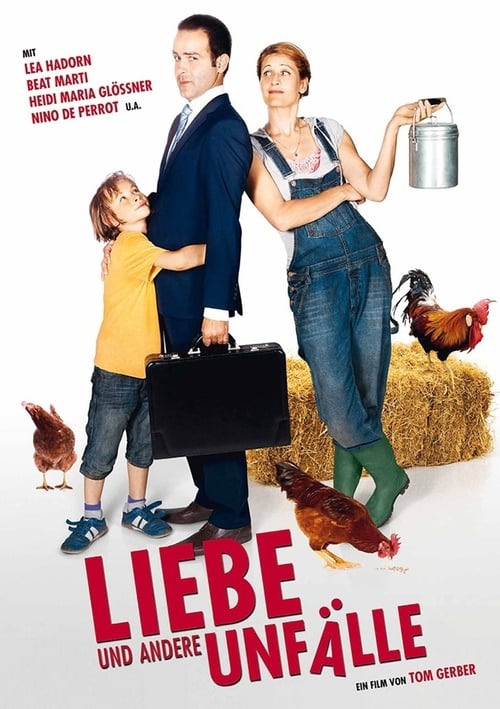 MIT
LEA HADORN
BEAT MARTI
HEIDI MARIA GLÖSSNER
NINO DE PERROT U.A.
LIEBE
UND ANDERE UNFÄLLE
EIN FILM VON TOM GERBER